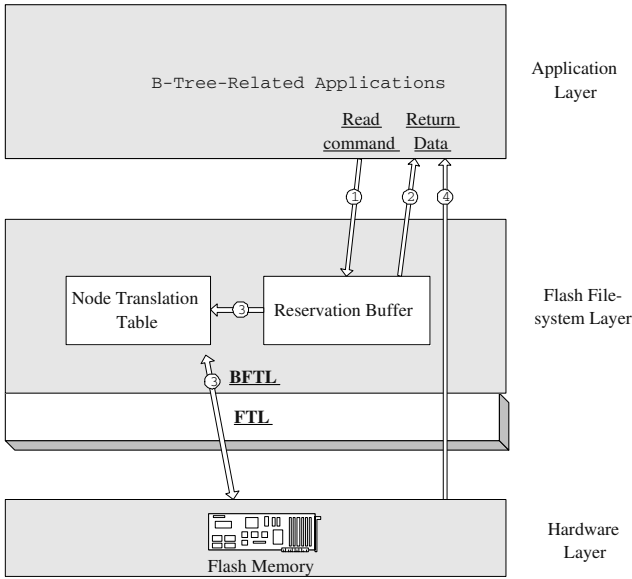 B-Tree-Related Applications
Application
Layer
Read
command
Return
Data
1
2
4
Node Translation
Table
3
Reservation Buffer
Flash File-
system Layer
3
BFTL
FTL
Flash Memory
Hardware
Layer